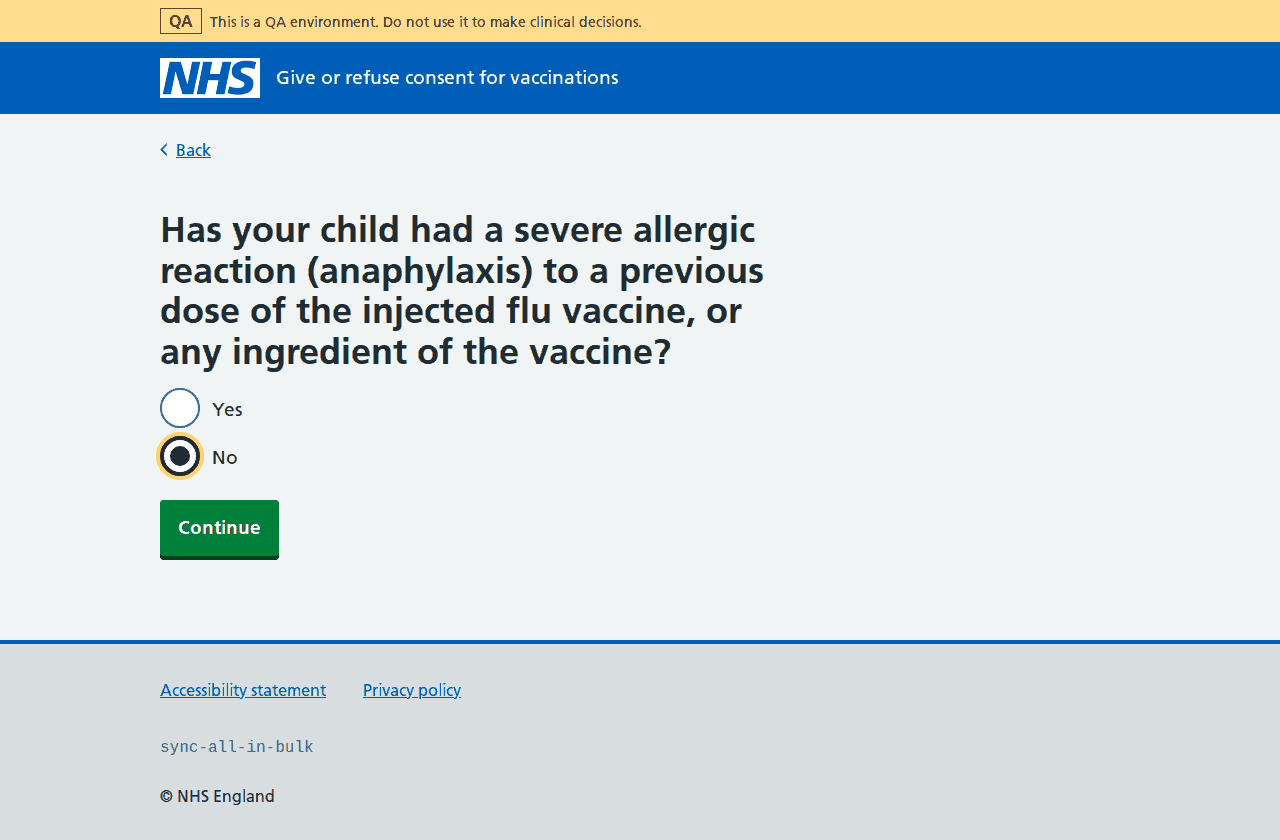 QA This is a QA environment. Do not use it to make clinical decisions.
NHS Give or refuse consent for vaccinations
Back
Has your child had a severe allergic
reaction (anaphylaxis) to a previous
dose of the injected flu vaccine, or
any ingredient of the vaccine?
Yes
No
Continue
Accessibility statement Privacy policy
sync-all-in-bulk
© NHS England